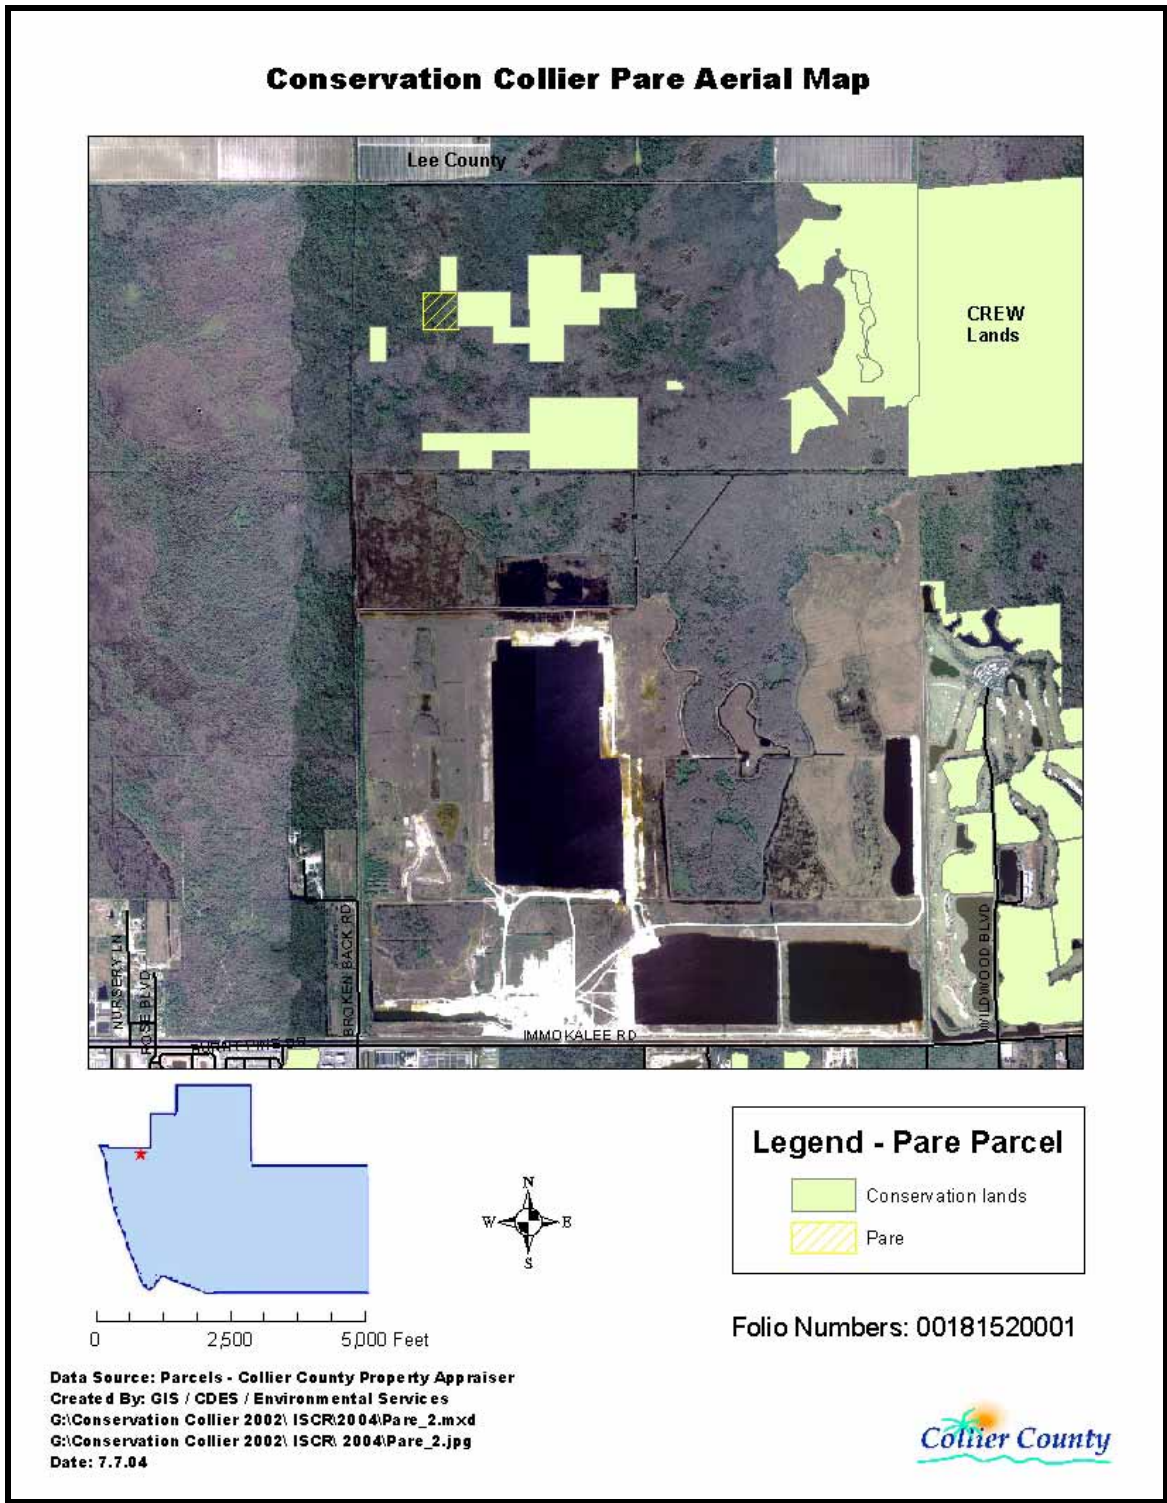 Conservation Collier Pare Aerial Map
Lee County
CREW
Lands
NURSERY LN
ROSE BLVD
BROKEN BACK RD
IMMOKALEE RD
WILDWOOD BLVD
N
W
E
S
Legend - Pare Parcel
Conservation lands
Pare
0
2,500
5,000 Feet
Folio Numbers: 00181520001
Data Source: Parcels - Collier County Property Appraiser
Created By: GIS / CDES / Environmental Services
G:\Conservation Collier 2002\ ISCR\2004\Pare_2.mxd
G:\Conservation Collier 2002\ ISCR\ 2004\Pare_2.jpg
Date: 7.7.04
Collier County